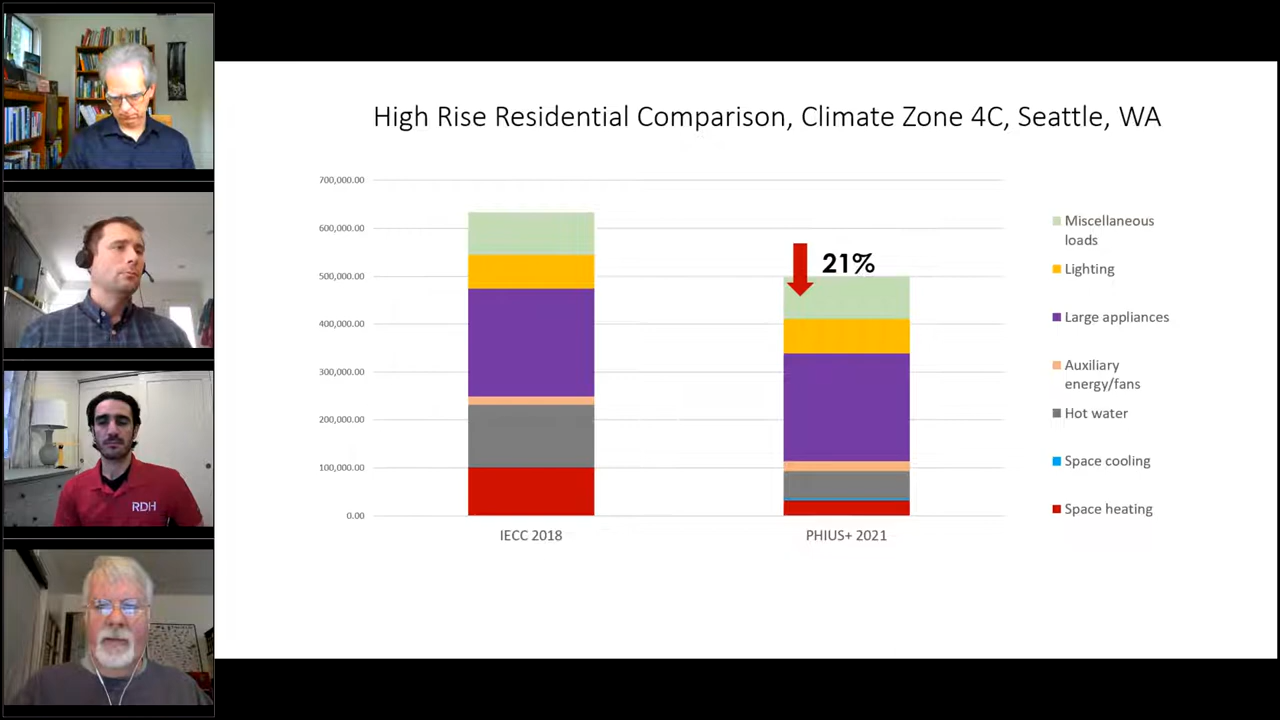 High Rise Residential Comparison, Climate Zone 4C, Seattle, WA
700,000.00
600,000.00
500,000.00
400,000.00
300,000.00
200,000.00
100,000.00
0.00
21%
IECC 2018
PHIUS+ 2021
Miscellaneous
loads
Lighting
Large appliances
Auxiliary
energy/fans
Hot water
Space cooling
Space heating
RDH